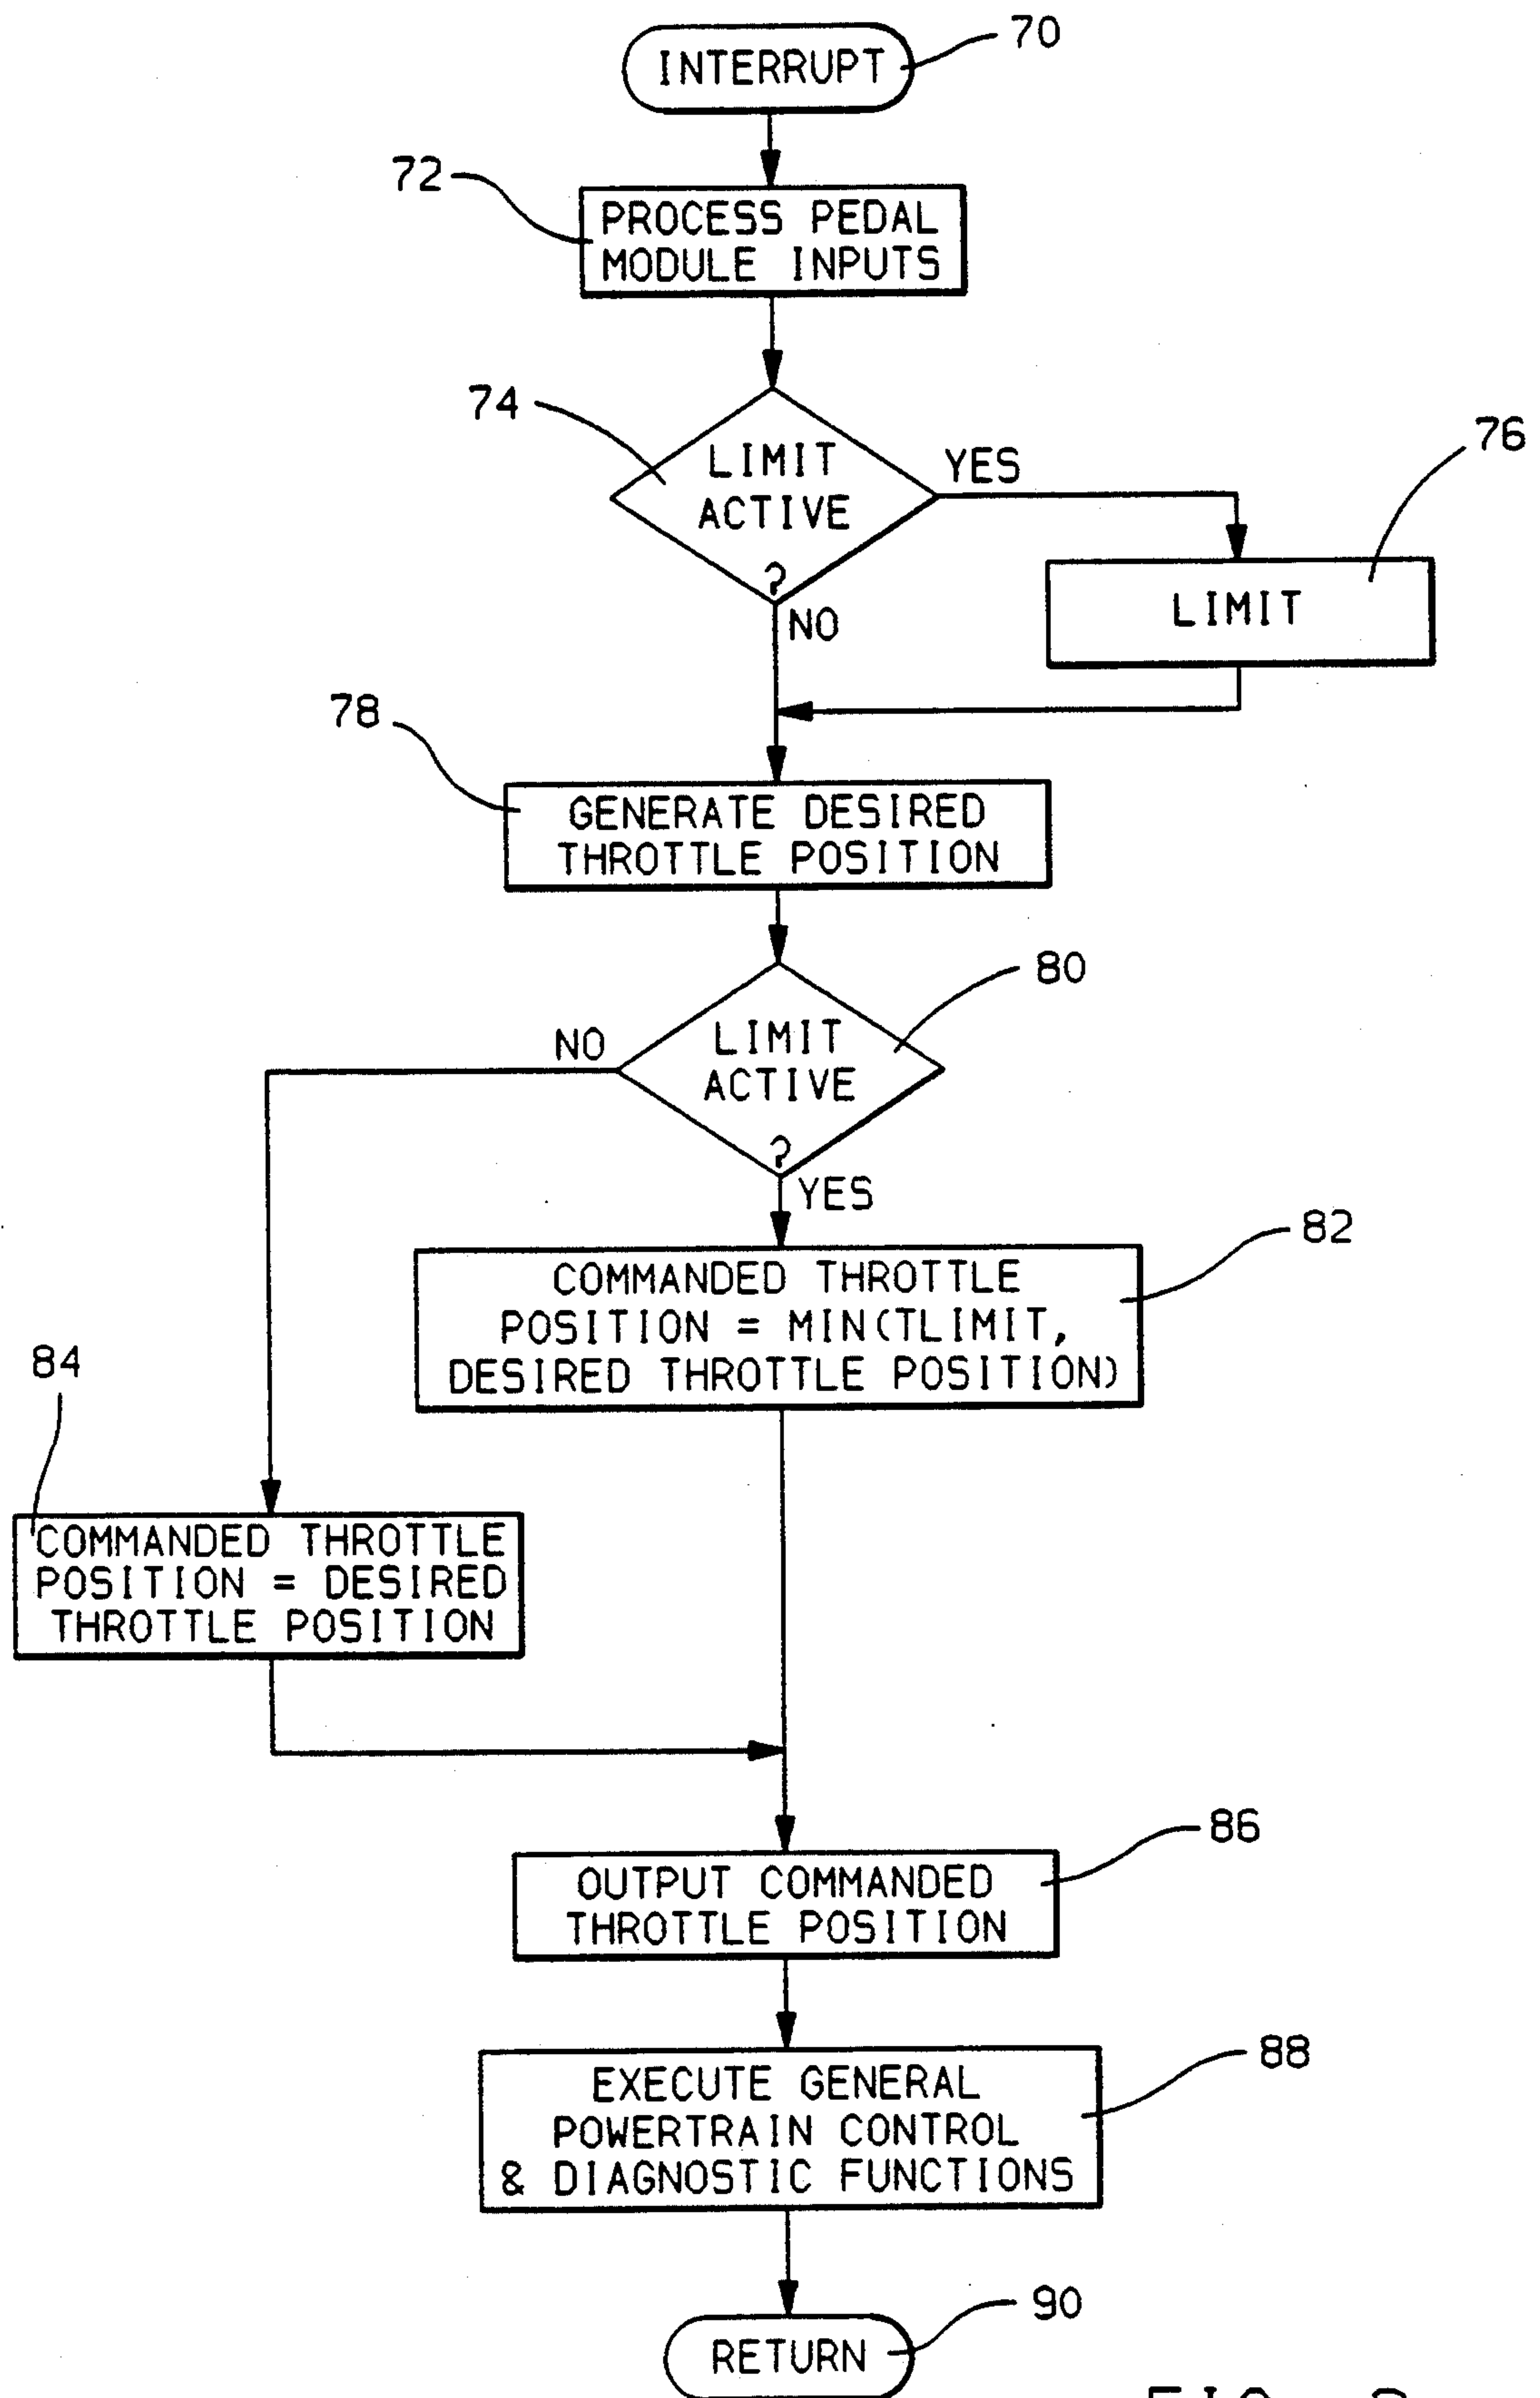 INTERRUPT
70
72
PROCESS PEDAL
MODULE INPUTS
74
LIMIT
ACTIVE
?
YES
NO
76
LIMIT
78
GENERATE DESIRED
THROTTLE POSITION
80
LIMIT
ACTIVE
?
NO
YES
82
COMMANDED THROTTLE
POSITION = MIN(TLIMIT,
DESIRED THROTTLE POSITION)
84
COMMANDED THROTTLE
POSITION = DESIRED
THROTTLE POSITION
86
OUTPUT COMMANDED
THROTTLE POSITION
88
EXECUTE GENERAL
POWERTRAIN CONTROL
& DIAGNOSTIC FUNCTIONS
90
RETURN